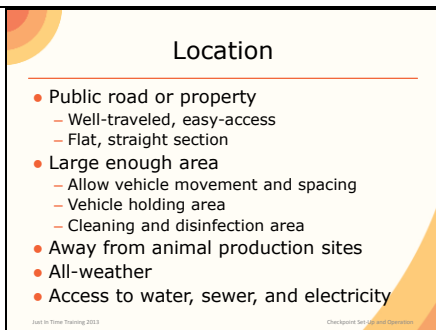 Location
• Public road or property
– Well-traveled, easy-access
– Flat, straight section
• Large enough area
– Allow vehicle movement and spacing
– Vehicle holding area
– Cleaning and disinfection area
• Away from animal production sites
• All-weather
• Access to water, sewer, and electricity
Just In Time Training 2013
Checkpoint Set-Up and Operation